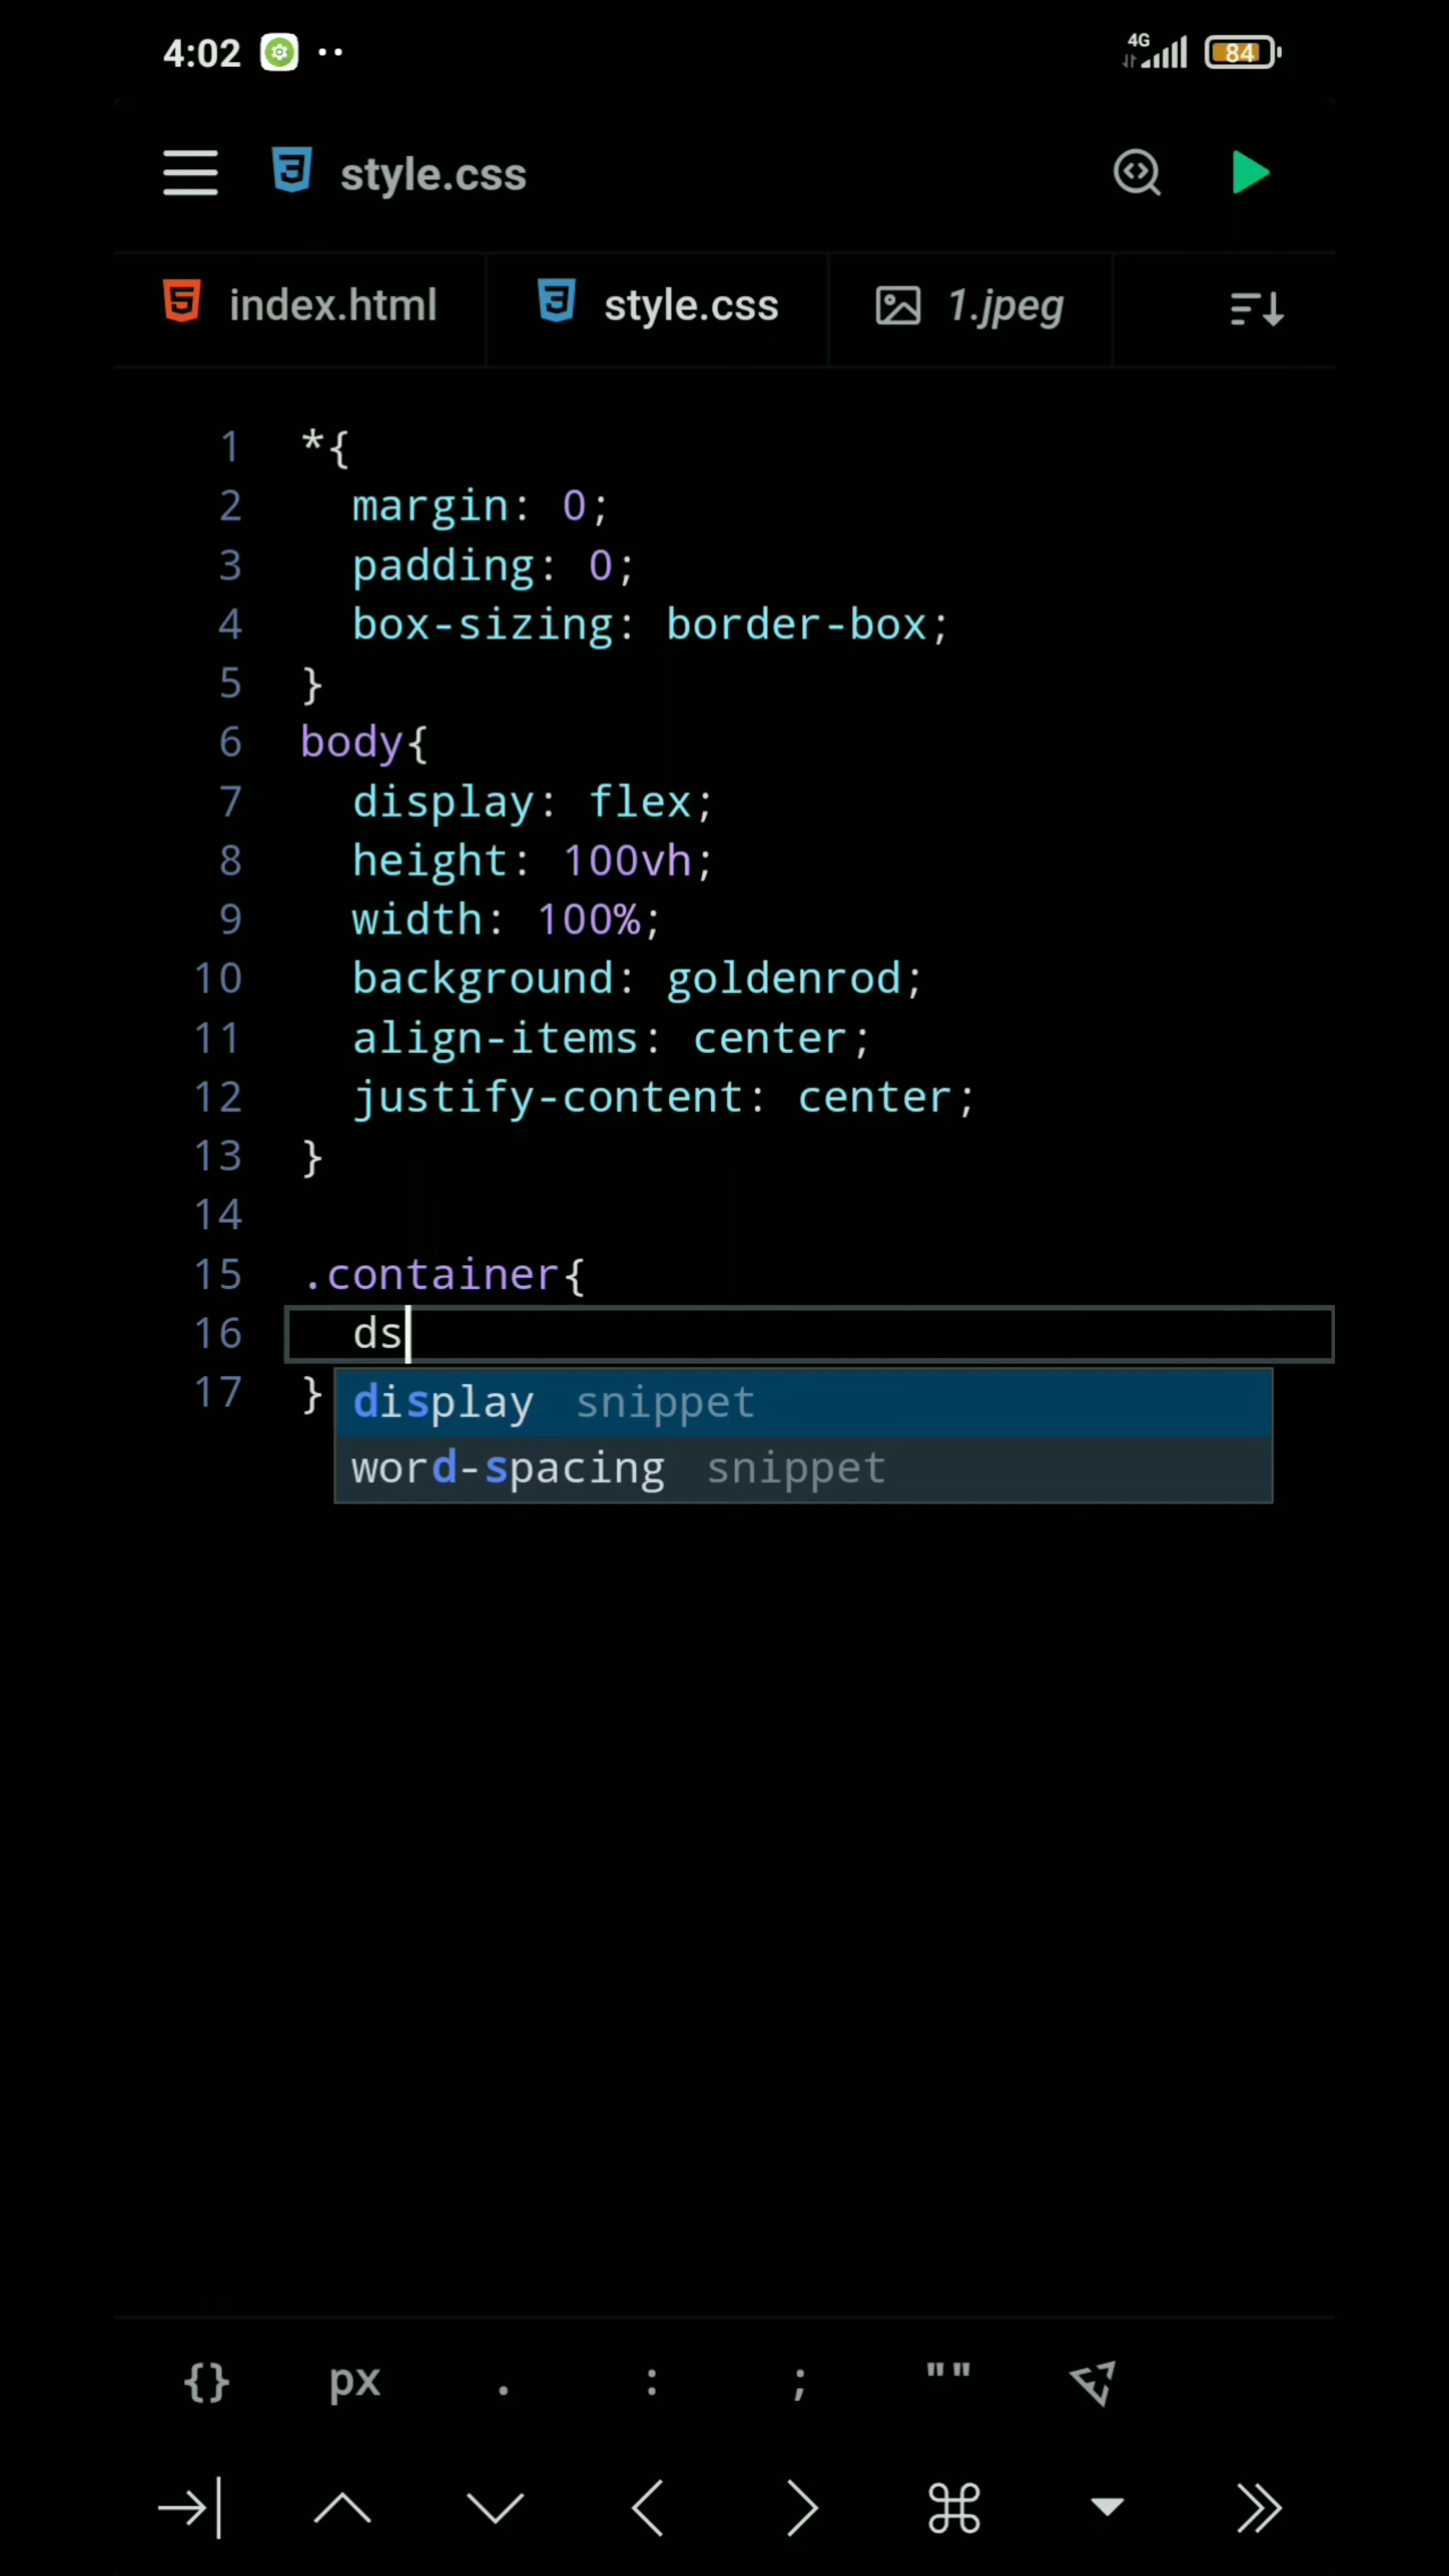 4:02 4G 84
style.css
index.html style.css 1.jpeg
1 *{
2 margin: 0;
3 padding: 0;
4 box-sizing: border-box;
5 }
6 body{
7 display: flex;
8 height: 100vh;
9 width: 100%;
10 background: goldenrod;
11 align-items: center;
12 justify-content: center;
13 }
14
15 .container{
16 ds
17 }
display snippet
word-spacing snippet
{} px . : ; ""